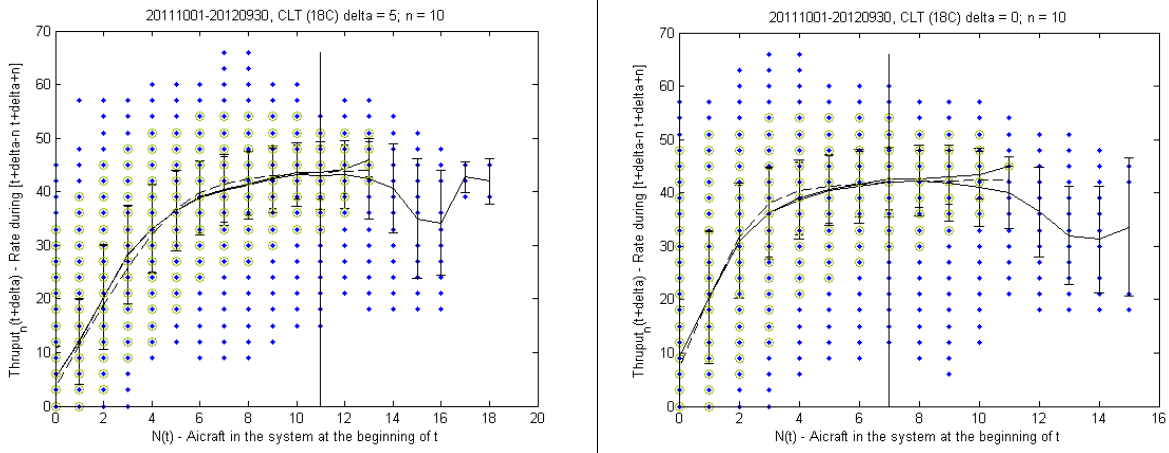 20111001-20120930, CLT (18C) delta = 5; n = 10
70
60
50
40
30
20
10
0
Thruput_n(t+delta) - Rate during [t+delta-n t+delta+n]
0 2 4 6 8 10 12 14 16 18 20
N(t) - Aicraft in the system at the beginning of t
20111001-20120930, CLT (18C) delta = 0; n = 10
70
60
50
40
30
20
10
0
Thruput_n(t+delta) - Rate during [t+delta-n t+delta+n]
0 2 4 6 8 10 12 14 16
N(t) - Aicraft in the system at the beginning of t